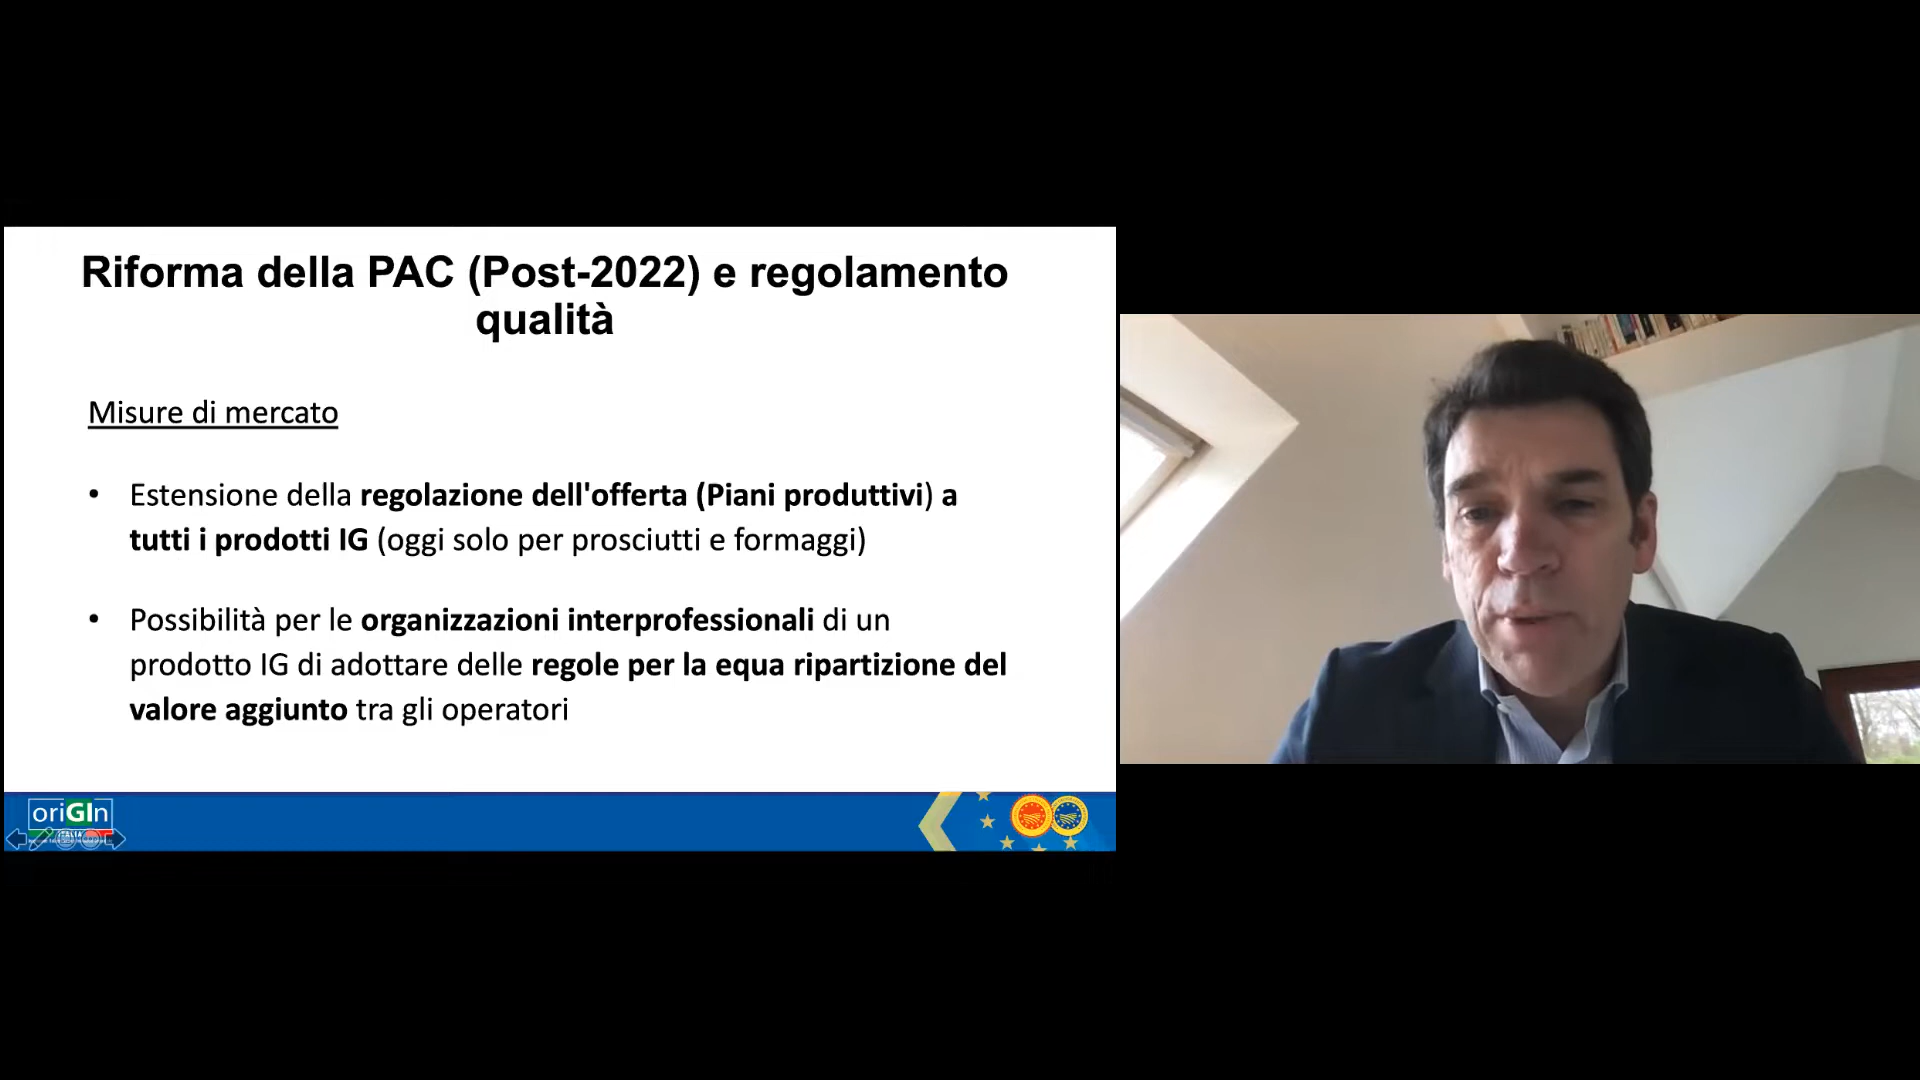 Riforma della PAC (Post-2022) e regolamento
qualità
Misure di mercato
• Estensione della regolazione dell'offerta (Piani produttivi) a
tutti i prodotti IG (oggi solo per prosciutti e formaggi)
• Possibilità per le organizzazioni interprofessionali di un
prodotto IG di adottare delle regole per la equa ripartizione del
valore aggiunto tra gli operatori
oriGIn
ITALIA